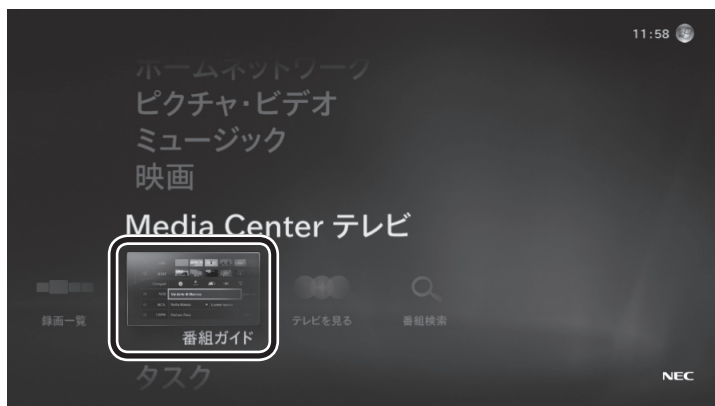 11:58
ホームネットワーク
ピクチャ・ビデオ
ミュージック
映画
Media Center テレビ
録画一覧
番組ガイド
テレビを見る
番組検索
タスク
NEC